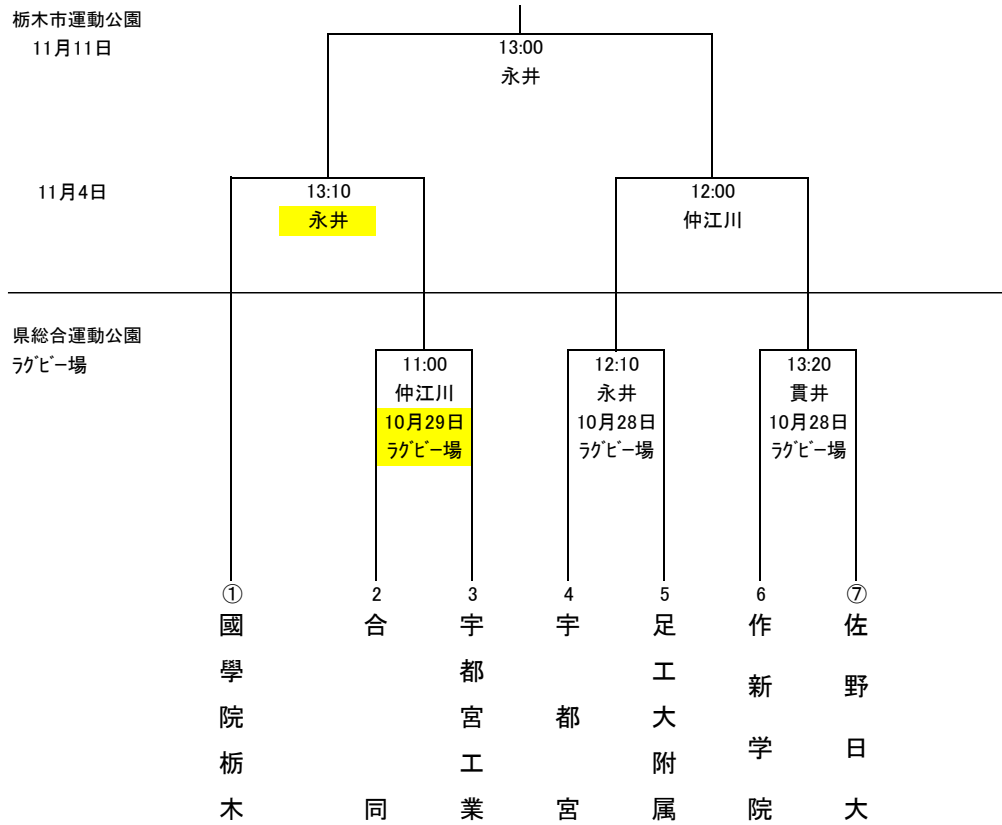 栃木市運動公園
11月11日
13:00
永井
11月4日
13:10
永井
12:00
仲江川
県総合運動公園
ﾗｸﾞﾋﾞｰ場
11:00
仲江川
10月29日
ﾗｸﾞﾋﾞｰ場
12:10
永井
10月28日
ﾗｸﾞﾋﾞｰ場
13:20
貫井
10月28日
ﾗｸﾞﾋﾞｰ場
①
國學院栃木
2
合同
3
宇都宮工業
4
宇都宮
5
足工大附属
6
作新学院
⑦
佐野日大